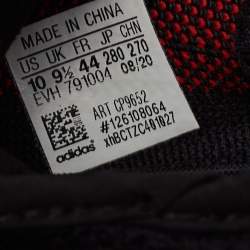 MADE IN CHINA
US UK FR JP CHN
10 9½ 44 280 270
EVH 791004 08/20
ART CP9652
#126108064
xhBCTZC401027
adidas